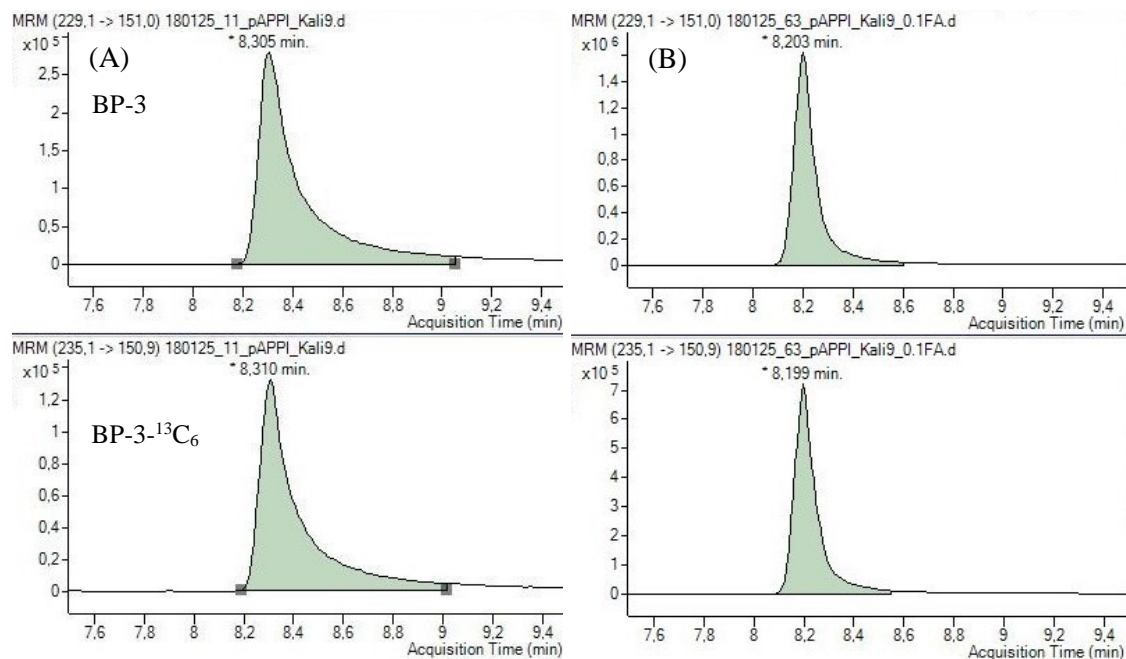 MRM (229,1 -> 151,0) 180125_11_pAPPI_Kali9.d
x10 5
* 8,305 min.
(A)
BP-3
2,5
2
1,5
1
0,5
0
7,6 7,8 8 8,2 8,4 8,6 8,8 9 9,2 9,4
Acquisition Time (min)
MRM (229,1 -> 151,0) 180125_63_pAPPI_Kali9_0.1FA.d
x10 6
* 8,203 min.
(B)
1,4
1,2
1
0,8
0,6
0,4
0,2
0
7,6 7,8 8 8,2 8,4 8,6 8,8 9 9,2 9,4
Acquisition Time (min)
MRM (235,1 -> 150,9) 180125_11_pAPPI_Kali9.d
x10 5
* 8,310 min.
BP-3-¹³C₆
1,2
1
0,8
0,6
0,4
0,2
0
7,6 7,8 8 8,2 8,4 8,6 8,8 9 9,2 9,4
Acquisition Time (min)
MRM (235,1 -> 150,9) 180125_63_pAPPI_Kali9_0.1FA.d
x10 5
* 8,199 min.
7
6
5
4
3
2
1
0
7,6 7,8 8 8,2 8,4 8,6 8,8 9 9,2 9,4
Acquisition Time (min)